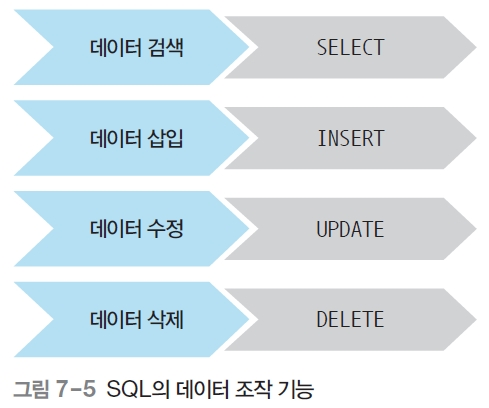 데이터 검색 SELECT
데이터 삽입 INSERT
데이터 수정 UPDATE
데이터 삭제 DELETE
그림 7-5 SQL의 데이터 조작 기능